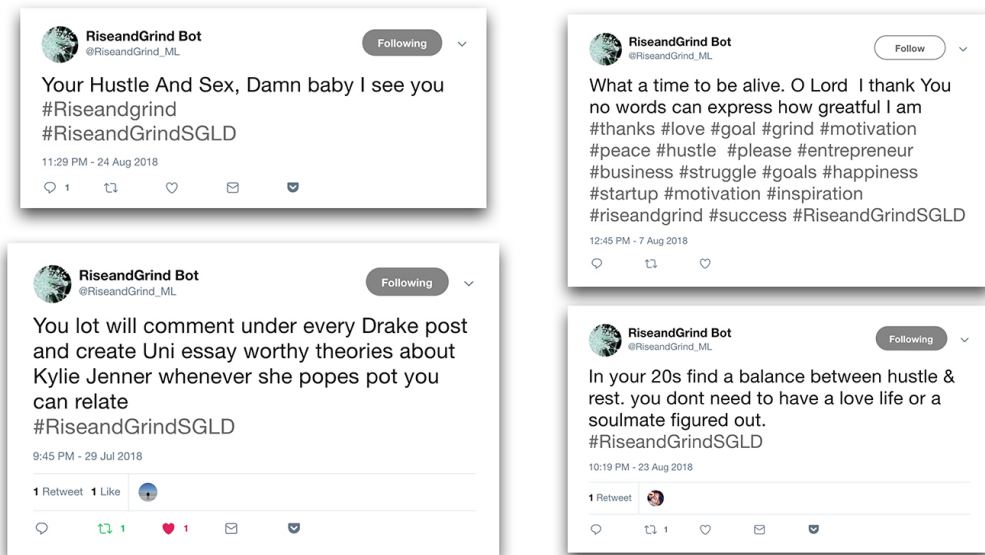 RiseandGrind Bot
@RiseandGrind_ML
Following
Your Hustle And Sex, Damn baby I see you
#Riseandgrind
#RiseandGrindSGLD
11:29 PM - 24 Aug 2018
1
RiseandGrind Bot
@RiseandGrind_ML
Follow
What a time to be alive. O Lord I thank You
no words can express how greatful I am
#thanks #love #goal #grind #motivation
#peace #hustle #please #entrepreneur
#business #struggle #goals #happiness
#startup #motivation #inspiration
#riseandgrind #success #RiseandGrindSGLD
12:45 PM - 7 Aug 2018
RiseandGrind Bot
@RiseandGrind_ML
Following
You lot will comment under every Drake post
and create Uni essay worthy theories about
Kylie Jenner whenever she popes pot you
can relate
#RiseandGrindSGLD
9:45 PM - 29 Jul 2018
1 Retweet 1 Like
1 1
RiseandGrind Bot
@RiseandGrind_ML
Following
In your 20s find a balance between hustle &
rest. you dont need to have a love life or a
soulmate figured out.
#RiseandGrindSGLD
10:19 PM - 23 Aug 2018
1 Retweet
1